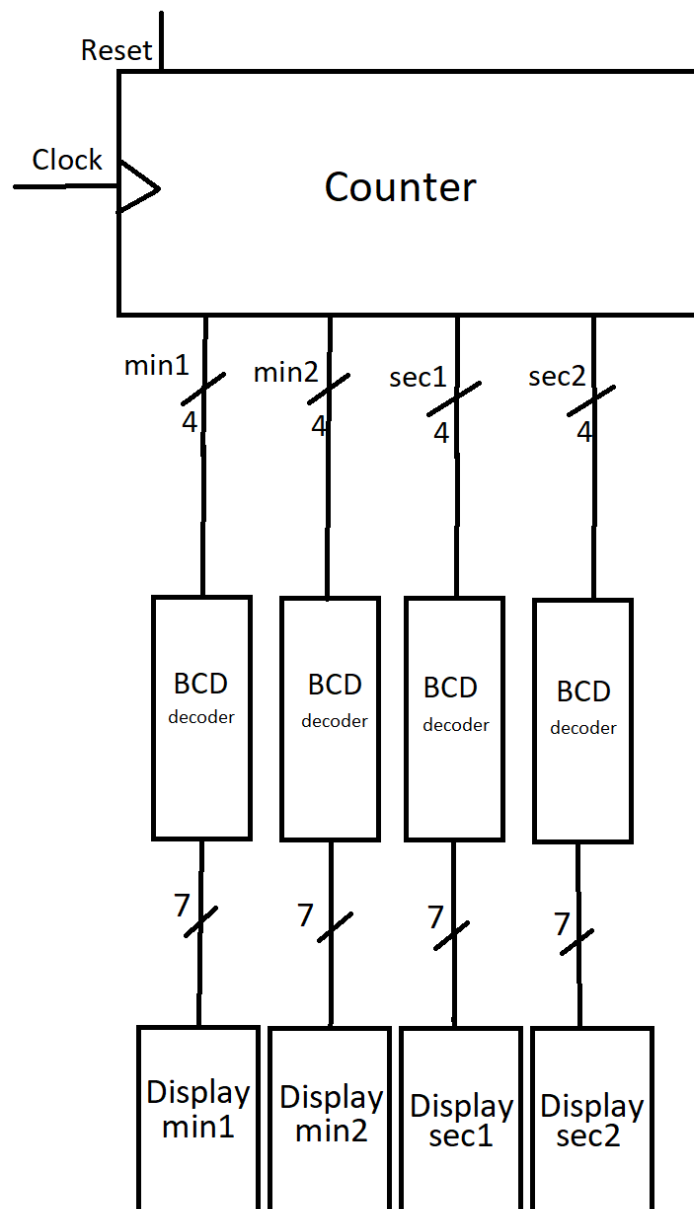 Reset
Clock
Counter
min1
min2
sec1
sec2
4
4
4
4
BCD
decoder
BCD
decoder
BCD
decoder
BCD
decoder
7
7
7
7
Display
min1
Display
min2
Display
sec1
Display
sec2